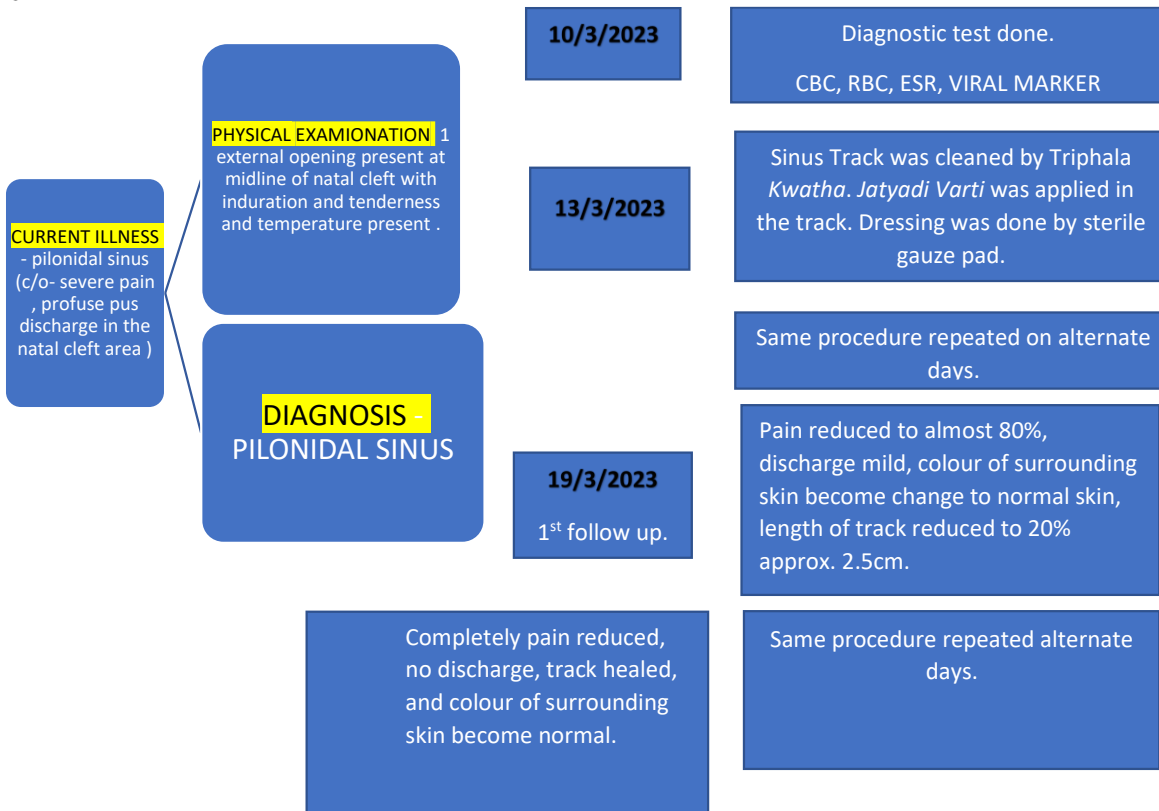 CURRENT ILLNESS
- pilonidal sinus
(c/o- severe pain
, profuse pus
discharge in the
natal cleft area )
PHYSICAL EXAMIONATION 1
external opening present at
midline of natal cleft with
induration and tenderness
and temperature present .
DIAGNOSIS -
PILONIDAL SINUS
10/3/2023
Diagnostic test done.
CBC, RBC, ESR, VIRAL MARKER
13/3/2023
Sinus Track was cleaned by Triphala
Kwatha. Jatyadi Varti was applied in
the track. Dressing was done by sterile
gauze pad.
Same procedure repeated on alternate
days.
19/3/2023
1st follow up.
Pain reduced to almost 80%,
discharge mild, colour of surrounding
skin become change to normal skin,
length of track reduced to 20%
approx. 2.5cm.
Same procedure repeated alternate
days.
Completely pain reduced,
no discharge, track healed,
and colour of surrounding
skin become normal.